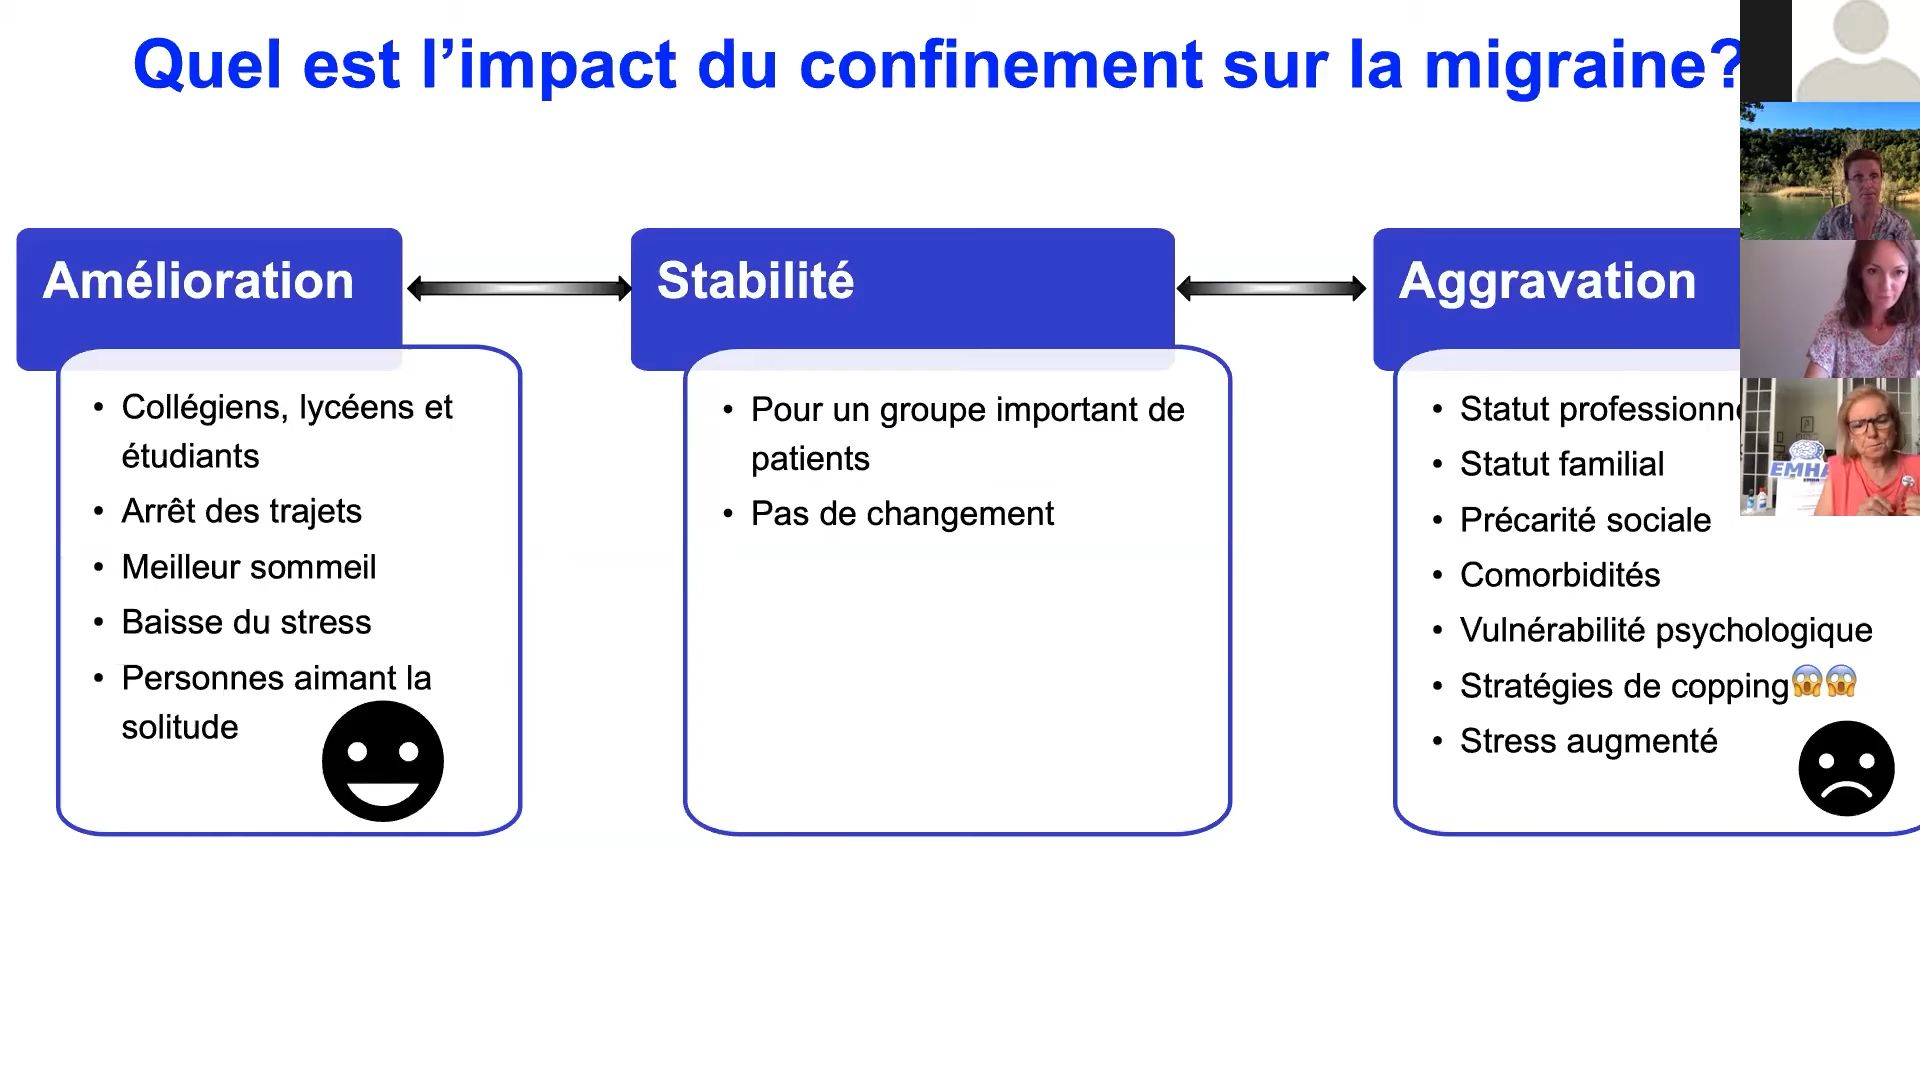 Quel est l’impact du confinement sur la migraine?
Amélioration
Collégiens, lycéens et
étudiants
Arrêt des trajets
Meilleur sommeil
Baisse du stress
Personnes aimant la
solitude
Stabilité
Pour un groupe important de
patients
Pas de changement
Aggravation
Statut professionn
Statut familial
Précarité sociale
Comorbidités
Vulnérabilité psychologique
Stratégies de copping😱😱
Stress augmenté
EMHA